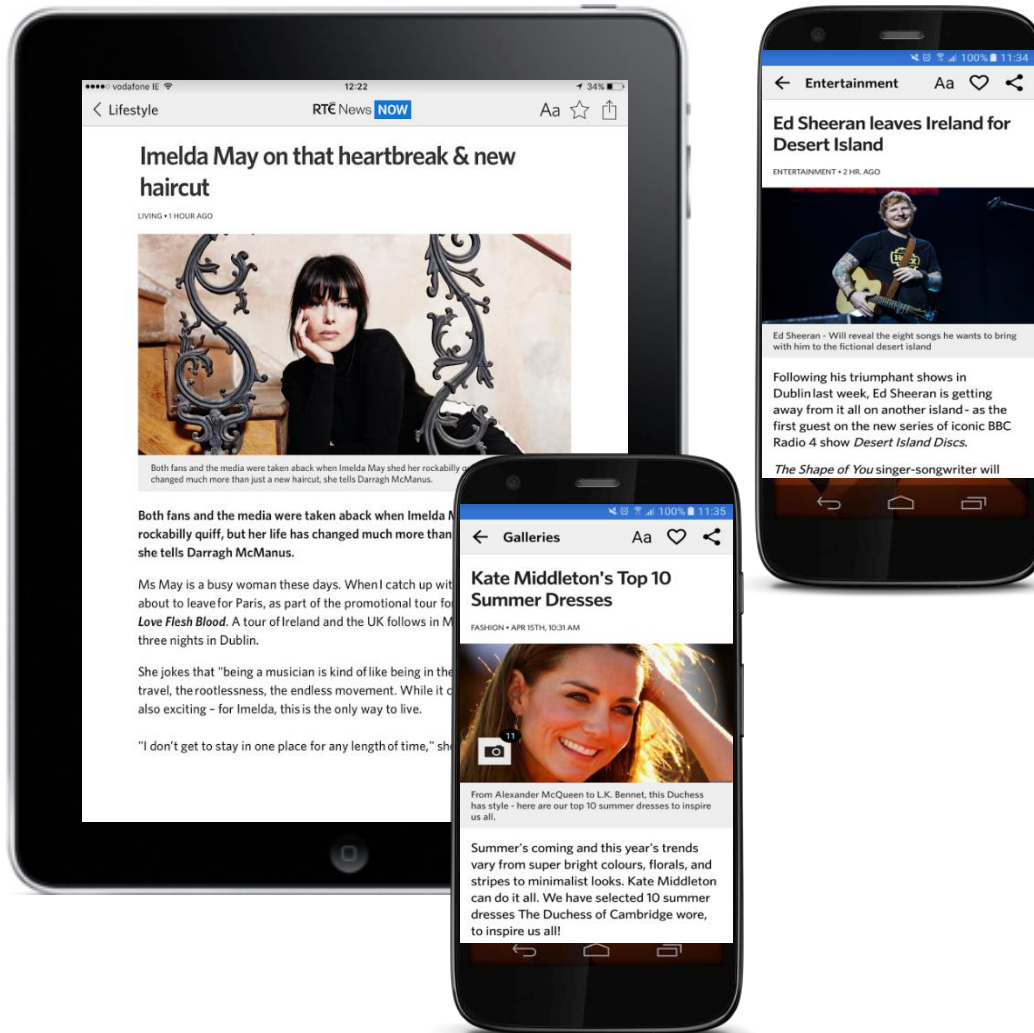 vodafone IE
12:22
34%
Lifestyle
RTÉ News NOW
Aa
Imelda May on that heartbreak & new
haircut
LIVING • 1 HOUR AGO
Both fans and the media were taken aback when Imelda May shed her rockabilly
changed much more than just a new haircut, she tells Darragh McManus.
Both fans and the media were taken aback when Imelda
rockabilly quiff, but her life has changed much more than
she tells Darragh McManus.
Ms May is a busy woman these days. When I catch up
about to leave for Paris, as part of the promotional tour
Love Flesh Blood. A tour of Ireland and the UK follows in
three nights in Dublin.
She jokes that "being a musician is kind of like being in the
travel, the rootlessness, the endless movement. While it
also exciting – for Imelda, this is the only way to live.
"I don't get to stay in one place for any length of time,"
100% 11:34
Entertainment
Aa
Ed Sheeran leaves Ireland for
Desert Island
ENTERTAINMENT • 2 HR. AGO
Ed Sheeran - Will reveal the eight songs he wants to bring
with him to the fictional desert island
Following his triumphant shows in
Dublin last week, Ed Sheeran is getting
away from it all on another island - as the
first guest on the new series of iconic BBC
Radio 4 show Desert Island Discs.
The Shape of You singer-songwriter will
100% 11:35
Galleries
Aa
Kate Middleton's Top 10
Summer Dresses
FASHION • APR 15TH, 10:31 AM
11
From Alexander McQueen to L.K. Bennet, this Duchess
has style - here are our top 10 summer dresses to inspire
us all.
Summer's coming and this year's trends
vary from super bright colours, florals, and
stripes to minimalist looks. Kate Middleton
can do it all. We have selected 10 summer
dresses The Duchess of Cambridge wore,
to inspire us all!